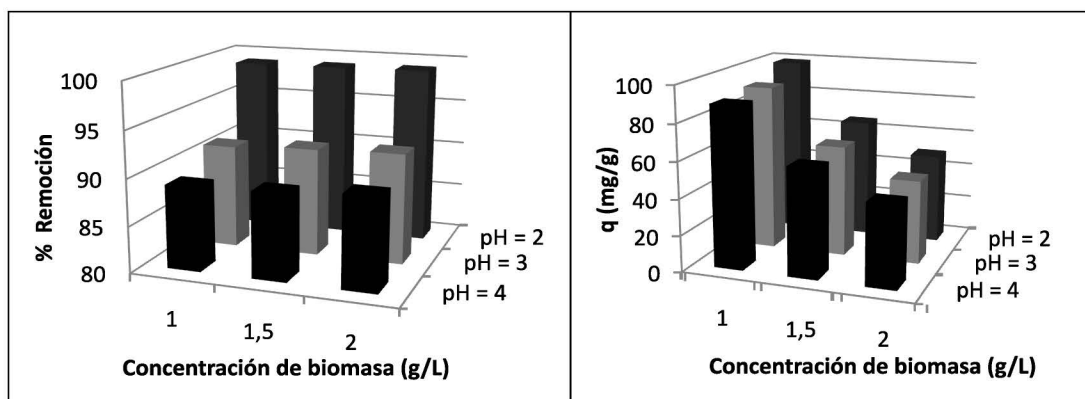 100
95
90
85
80
% Remoción
pH = 2
pH = 3
pH = 4
1
1,5
2
Concentración de biomasa (g/L)
100
80
60
40
20
0
q (mg/g)
pH = 2
pH = 3
pH = 4
1
1,5
2
Concentración de biomasa (g/L)